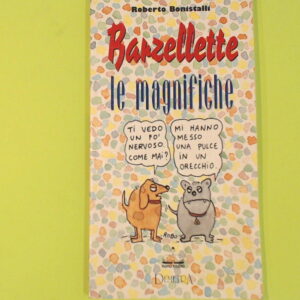 Roberto Bonistalli
Barzellette
le magnifiche
TI VEDO
UN PO'
NERVOSO.
COME MAI?
MI HANNO
MESSO
UNA PULCE
IN UN
ORECCHIO.
DEMETRA